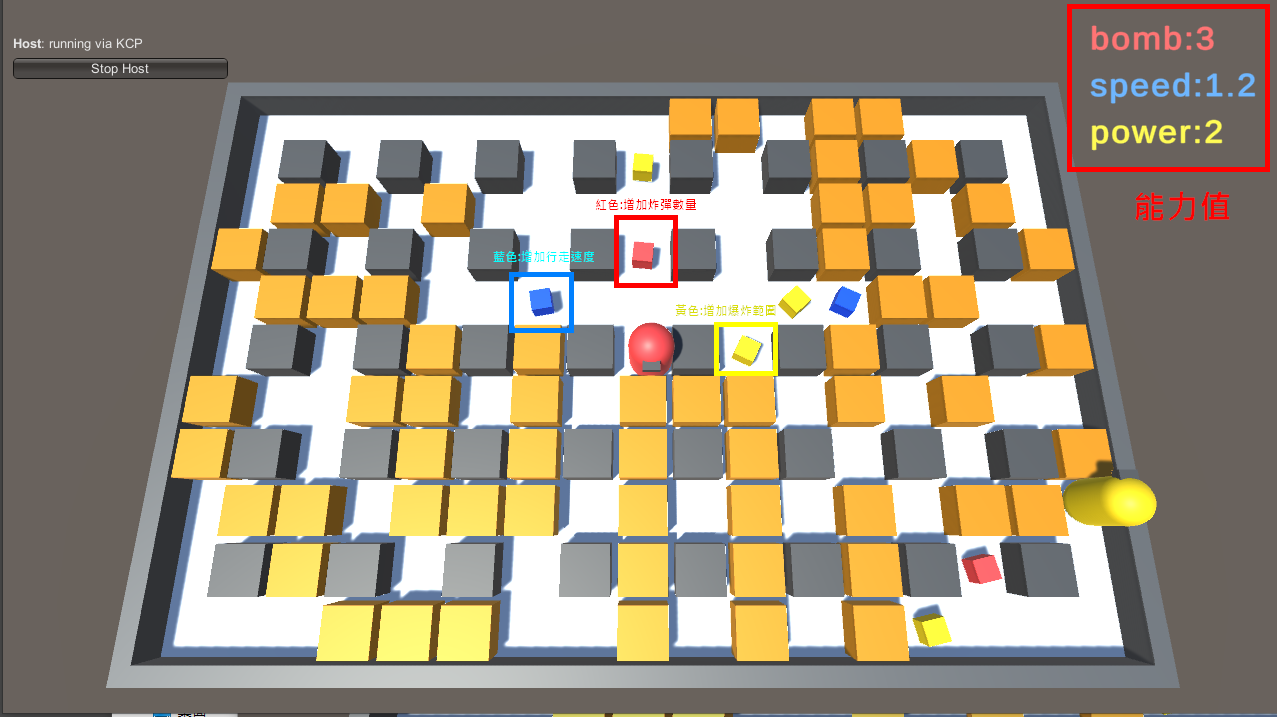 Host: running via KCP
Stop Host
bomb:3
speed:1.2
power:2
能力值
紅色:增加炸彈數量
藍色:增加行走速度
黃色:增加爆炸範圍